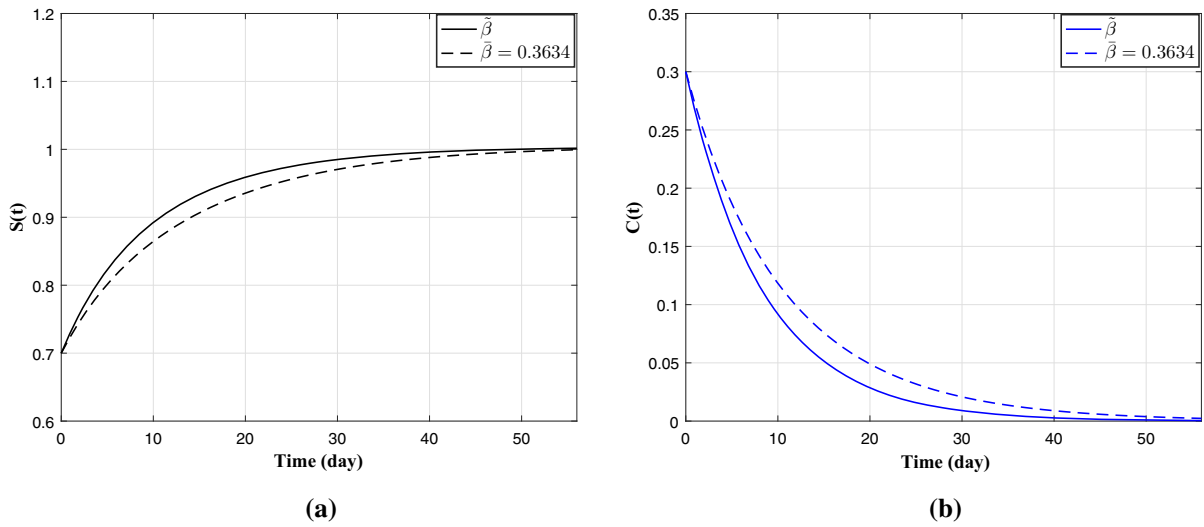 1.2
1.1
1
0.9
0.8
0.7
0.6
S(t)
0 10 20 30 40 50
Time (day)
β̃
β̄ = 0.3634
(a)
0.35
0.3
0.25
0.2
0.15
0.1
0.05
0
C(t)
0 10 20 30 40 50
Time (day)
β̃
β̄ = 0.3634
(b)